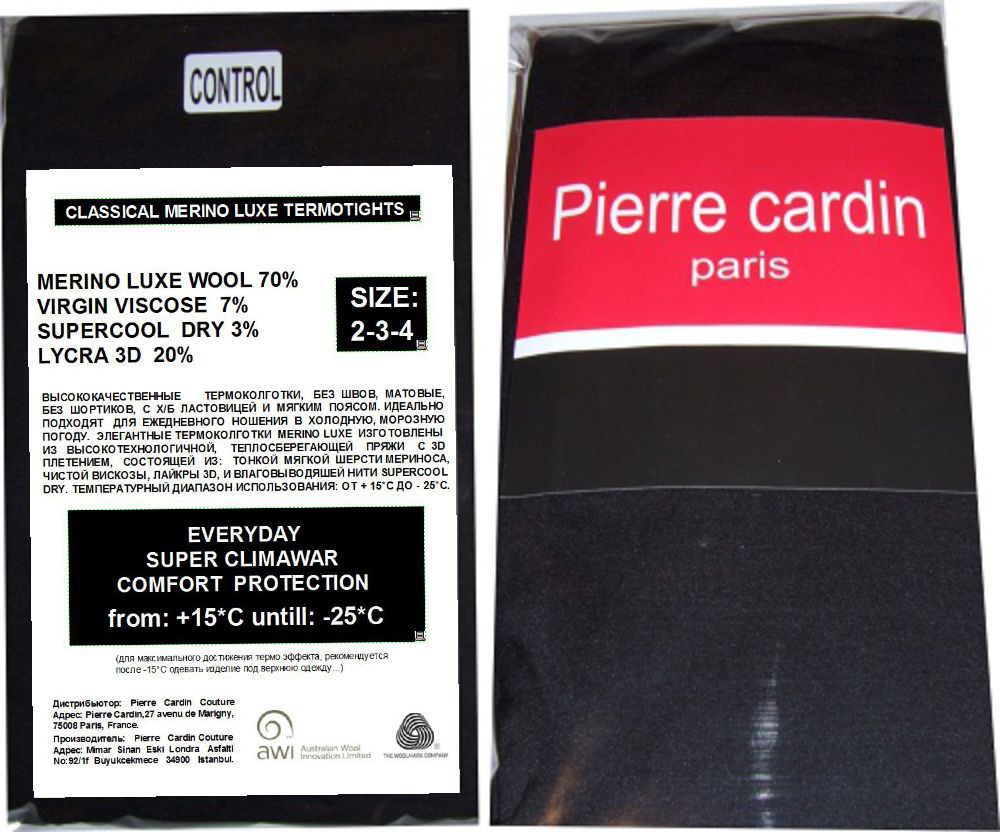 CONTROL
CLASSICAL MERINO LUXE TERMOTIGHTS
MERINO LUXE WOOL 70%
VIRGIN VISCOSE 7%
SUPERCOOL DRY 3%
LYCRA 3D 20%
SIZE:
2-3-4
ВЫСОКОКАЧЕСТВЕННЫЕ ТЕРМОКОЛГОТКИ, БЕЗ ШВОВ, МАТОВЫЕ,
БЕЗ ШОРТИКОВ, С Х/Б ЛАСТОВИЦЕЙ И МЯГКИМ ПОЯСОМ. ИДЕАЛЬНО
ПОДХОДЯТ ДЛЯ ЕЖЕДНЕВНОГО НОШЕНИЯ В ХОЛОДНУЮ, МОРОЗНУЮ
ПОГОДУ. ЭЛЕГАНТНЫЕ ТЕРМОКОЛГОТКИ MERINO LUXE ИЗГОТОВЛЕНЫ
ИЗ ВЫСОКОТЕХНОЛОГИЧНОЙ, ТЕПЛОСБЕРЕГАЮЩЕЙ ПРЯЖИ С 3D
ПЛЕТЕНИЕМ, СОСТОЯЩЕЙ ИЗ: ТОНКОЙ МЯГКОЙ ШЕРСТИ МЕРИНОСА,
ЧИСТОЙ ВИСКОЗЫ, ЛАЙКРЫ 3D, И ВЛАГОВЫВОДЯШЕЙ НИТИ SUPERCOOL
DRY. ТЕМПЕРАТУРНЫЙ ДИАПАЗОН ИСПОЛЬЗОВАНИЯ: ОТ + 15°С ДО - 25°С.
EVERYDAY
SUPER CLIMAWAR
COMFORT PROTECTION
from: +15*C untill: -25*C
(для максимального достижения термо эффекта, рекомендуется
после -15°С одевать изделие под верхнюю одежду...)
Дистрибьютор: Pierre Cardin Couture
Адрес: Pierre Cardin,27 avenu de Marigny,
75008 Paris, France.
Производитель: Pierre Cardin Couture
Адрес: Mimar Sinan Eski Londra Asfalti
No:92/1f Buyukcekmece 34900 Istanbul.
awi
Australian Wool
Innovation Limited
®
THE WOOLMARK COMPANY
Pierre cardin
paris